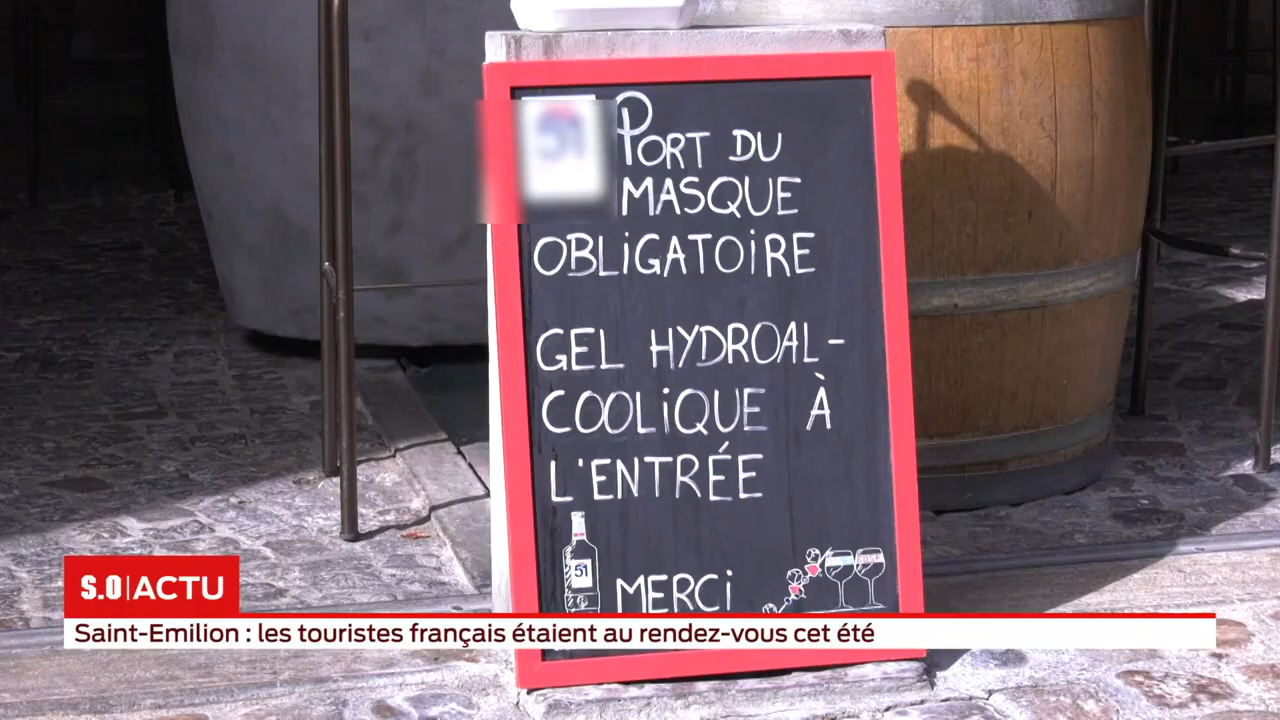 51
Port du
masque
obligatoire
Gel hydroal-
coolique à
l'entrée
51
Merci
S.O|ACTU
Saint-Emilion : les touristes français étaient au rendez-vous cet été